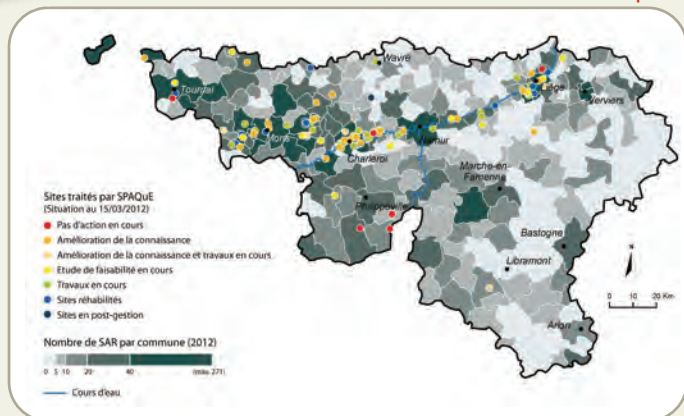 Wavre
Liège
Tournai
Verviers
Mons
Namur
Charleroi
Marche-en-
Famenne
Philippeville
Bastogne
Libramont
Arlon
N
0 10 20 Km
Sites traités par SPAQuE
(Situation au 15/03/2012)
Pas d'action en cours
Amélioration de la connaissance
Amélioration de la connaissance et travaux en cours
Etude de faisabilité en cours
Travaux en cours
Sites réhabilités
Sites en post-gestion
Nombre de SAR par commune (2012)
0 5 10 20 40 (max. 271)
Cours d'eau